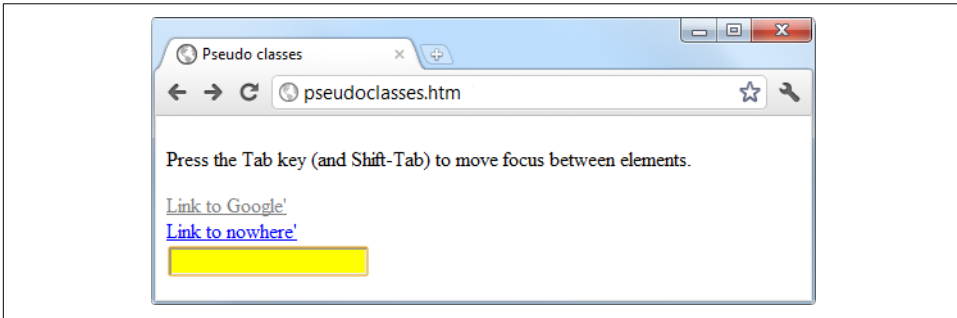 Pseudo classes
pseudoclasses.htm
Press the Tab key (and Shift-Tab) to move focus between elements.
Link to Google'
Link to nowhere'